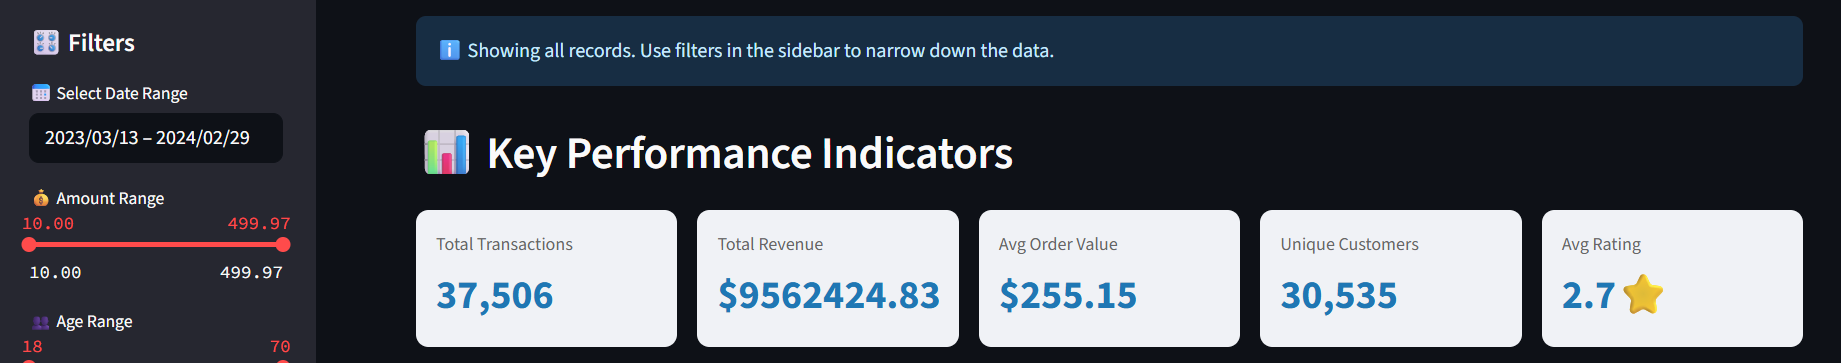 Filters
Select Date Range
2023/03/13 – 2024/02/29
Amount Range
10.00 499.97
10.00 499.97
Age Range
18 70
Showing all records. Use filters in the sidebar to narrow down the data.
Key Performance Indicators
Total Transactions
37,506
Total Revenue
$9562424.83
Avg Order Value
$255.15
Unique Customers
30,535
Avg Rating
2.7